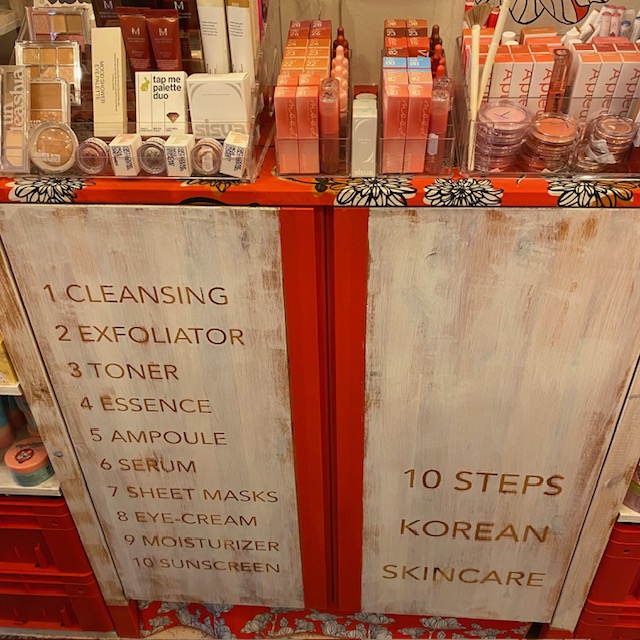 M
M
tap me
palette
duo
sisua
1 CLEANSING
2 EXFOLIATOR
3 TONER
4 ESSENCE
5 AMPOULE
6 SERUM
7 SHEET MASKS
8 EYE-CREAM
9 MOISTURIZER
10 SUNSCREEN
10 STEPS
KOREAN
SKINCARE